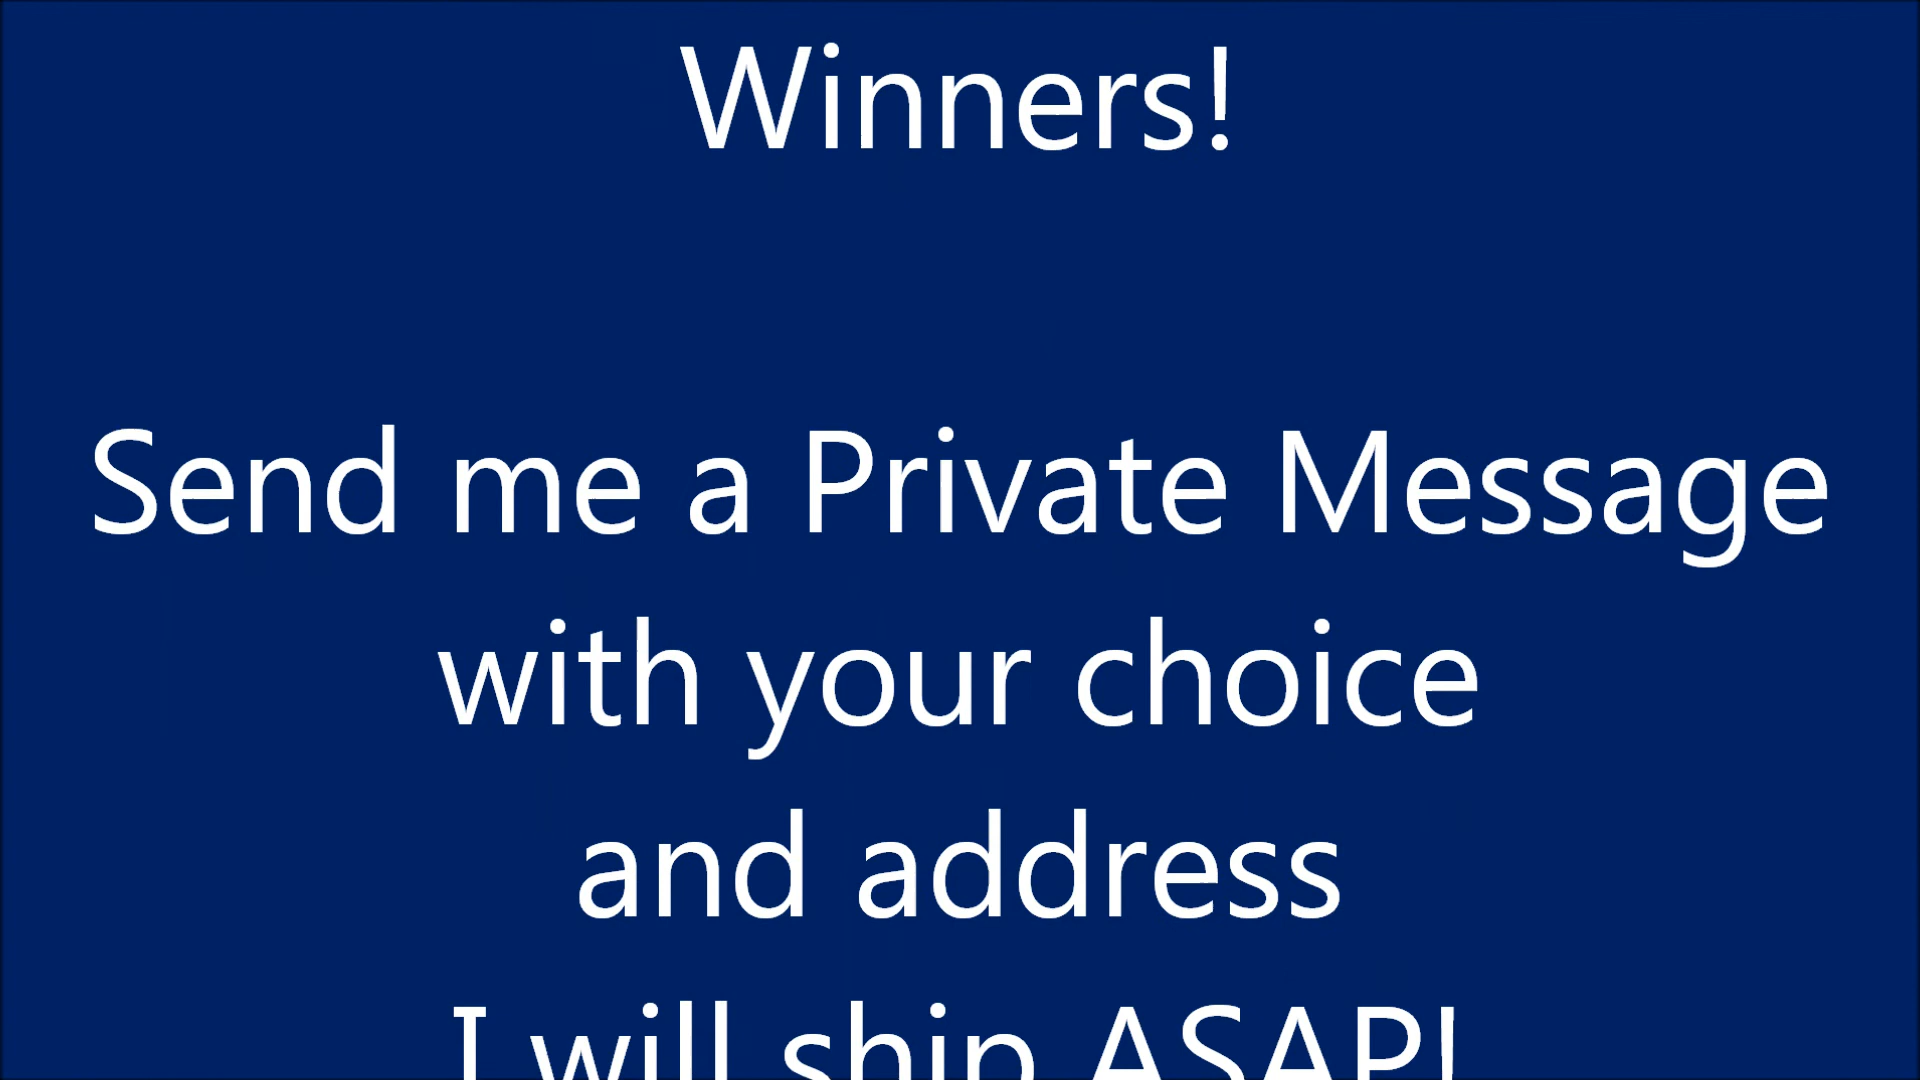 Winners!
Send me a Private Message
with your choice
and address
I will ship ASAP!